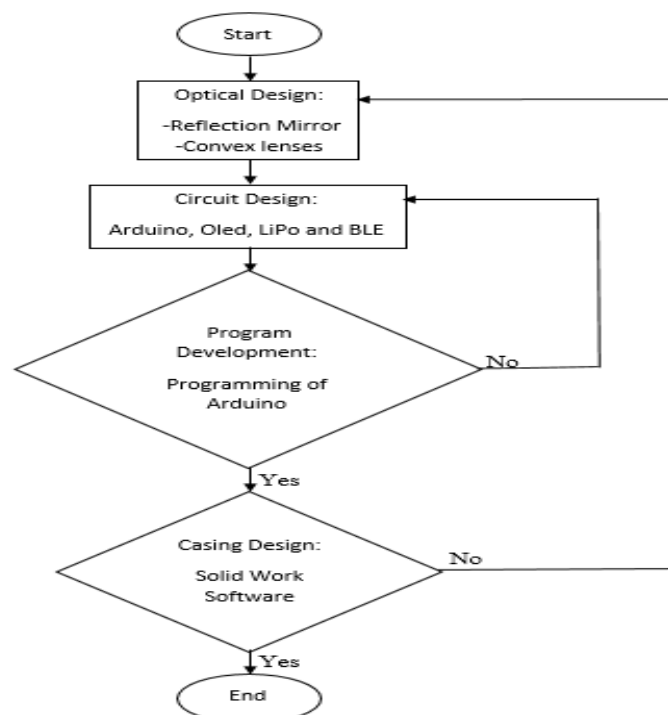 Start
Optical Design:
-Reflection Mirror
-Convex lenses
Circuit Design:
Arduino, Oled, LiPo and BLE
Program
Development:
Programming of
Arduino
No
Yes
Casing Design:
Solid Work
Software
No
Yes
End